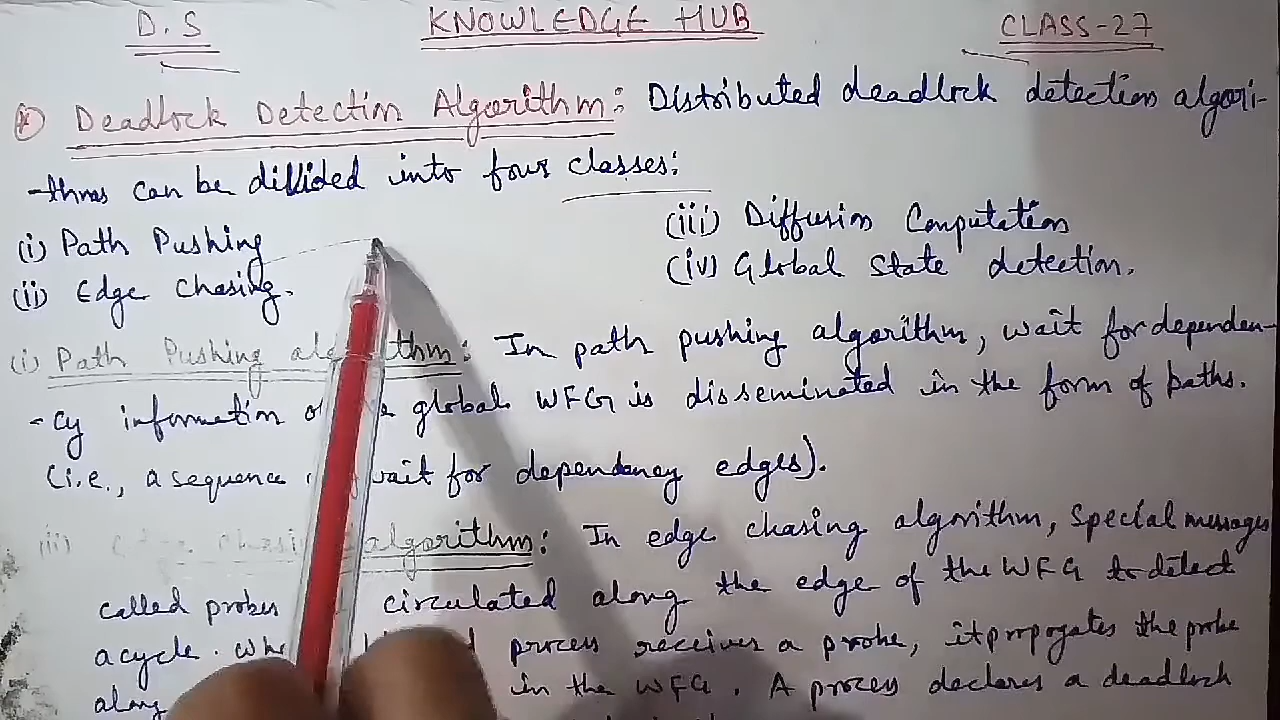 D.S KNOWLEDGE HUB CLASS-27
Deadlock Detection Algorithm: Distributed deadlock detection algori-
-thms can be divided into four classes:
(i) Path Pushing (iii) Diffusion Computation
(ii) Edge Chasing. (iv) Global State detection.
(i) Path Pushing algorithm: In path pushing algorithm, wait for dependen-
-cy information global WFG is disseminated in the form of paths.
(i.e., a sequence wait for dependency edges).
(ii) Edge Chasing algorithm: In edge chasing algorithm, special messages
called probes circulated along the edge of the WFG to detect
a cycle. process receives a probe, it propogates the probe
along in the WFG. A process declares a deadlock